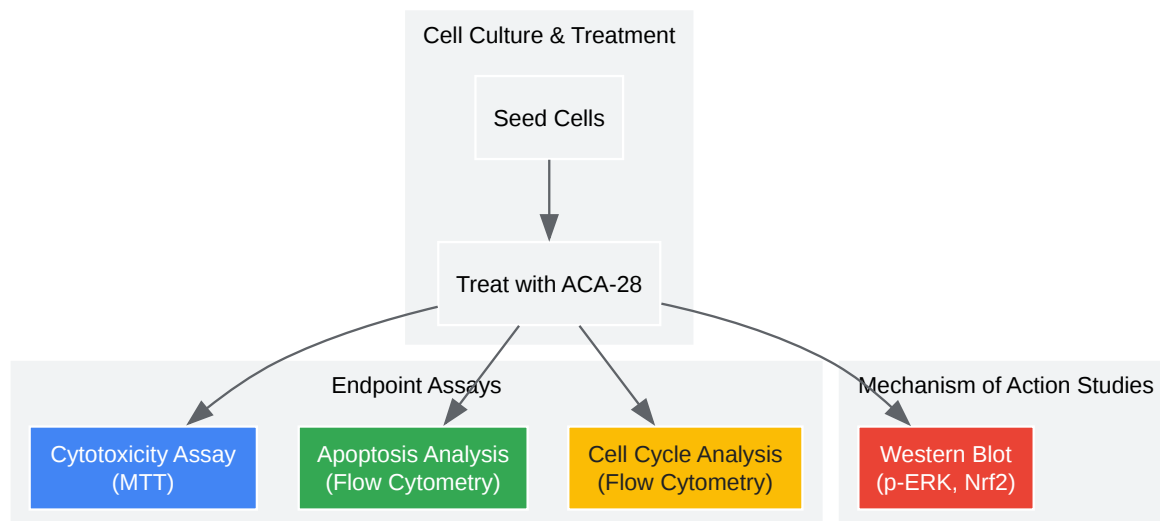 Cell Culture & Treatment
Seed Cells
Treat with ACA-28
Endpoint Assays
Mechanism of Action Studies
Cytotoxicity Assay
(MTT)
Apoptosis Analysis
(Flow Cytometry)
Cell Cycle Analysis
(Flow Cytometry)
Western Blot
(p-ERK, Nrf2)